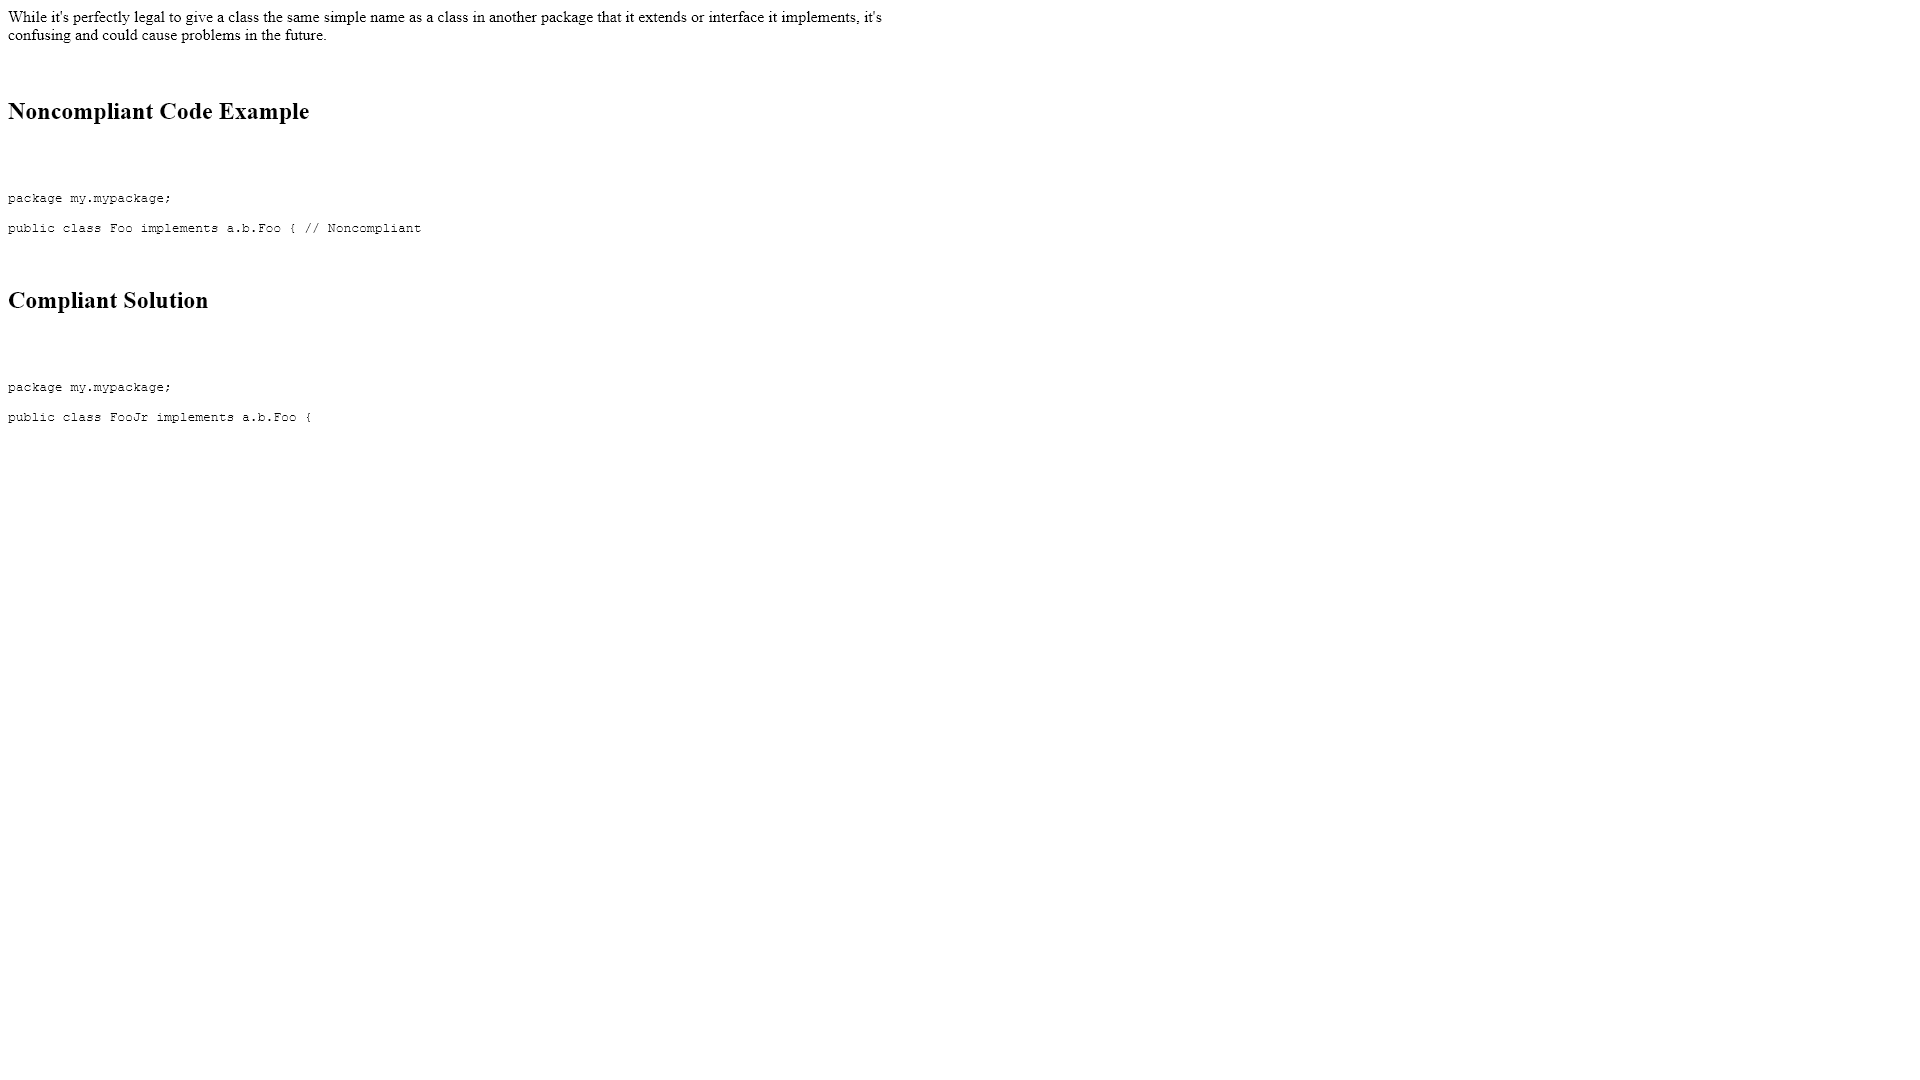 While it's perfectly legal to give a class the same simple name as a class in another package that it extends or interface it implements, it's
confusing and could cause problems in the future.
Noncompliant Code Example
package my.mypackage;
public class Foo implements a.b.Foo { // Noncompliant
Compliant Solution
package my.mypackage;
public class FooJr implements a.b.Foo {